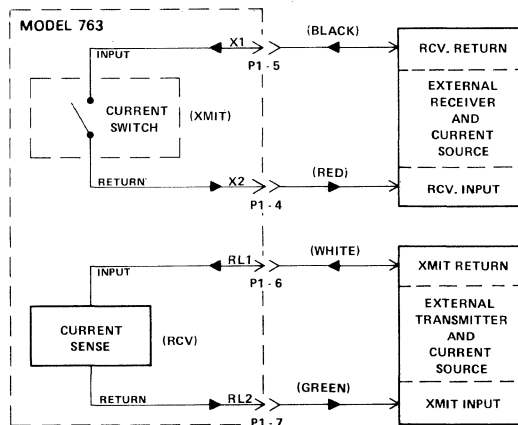 MODEL 763
INPUT
X1
P1 - 5
(BLACK)
RCV. RETURN
CURRENT
SWITCH
(XMIT)
EXTERNAL
RECEIVER
AND
CURRENT
SOURCE
RETURN
X2
P1 - 4
(RED)
RCV. INPUT
INPUT
RL1
P1 - 6
(WHITE)
XMIT RETURN
CURRENT
SENSE
(RCV)
EXTERNAL
TRANSMITTER
AND
CURRENT
SOURCE
RETURN
RL2
P1 - 7
(GREEN)
XMIT INPUT